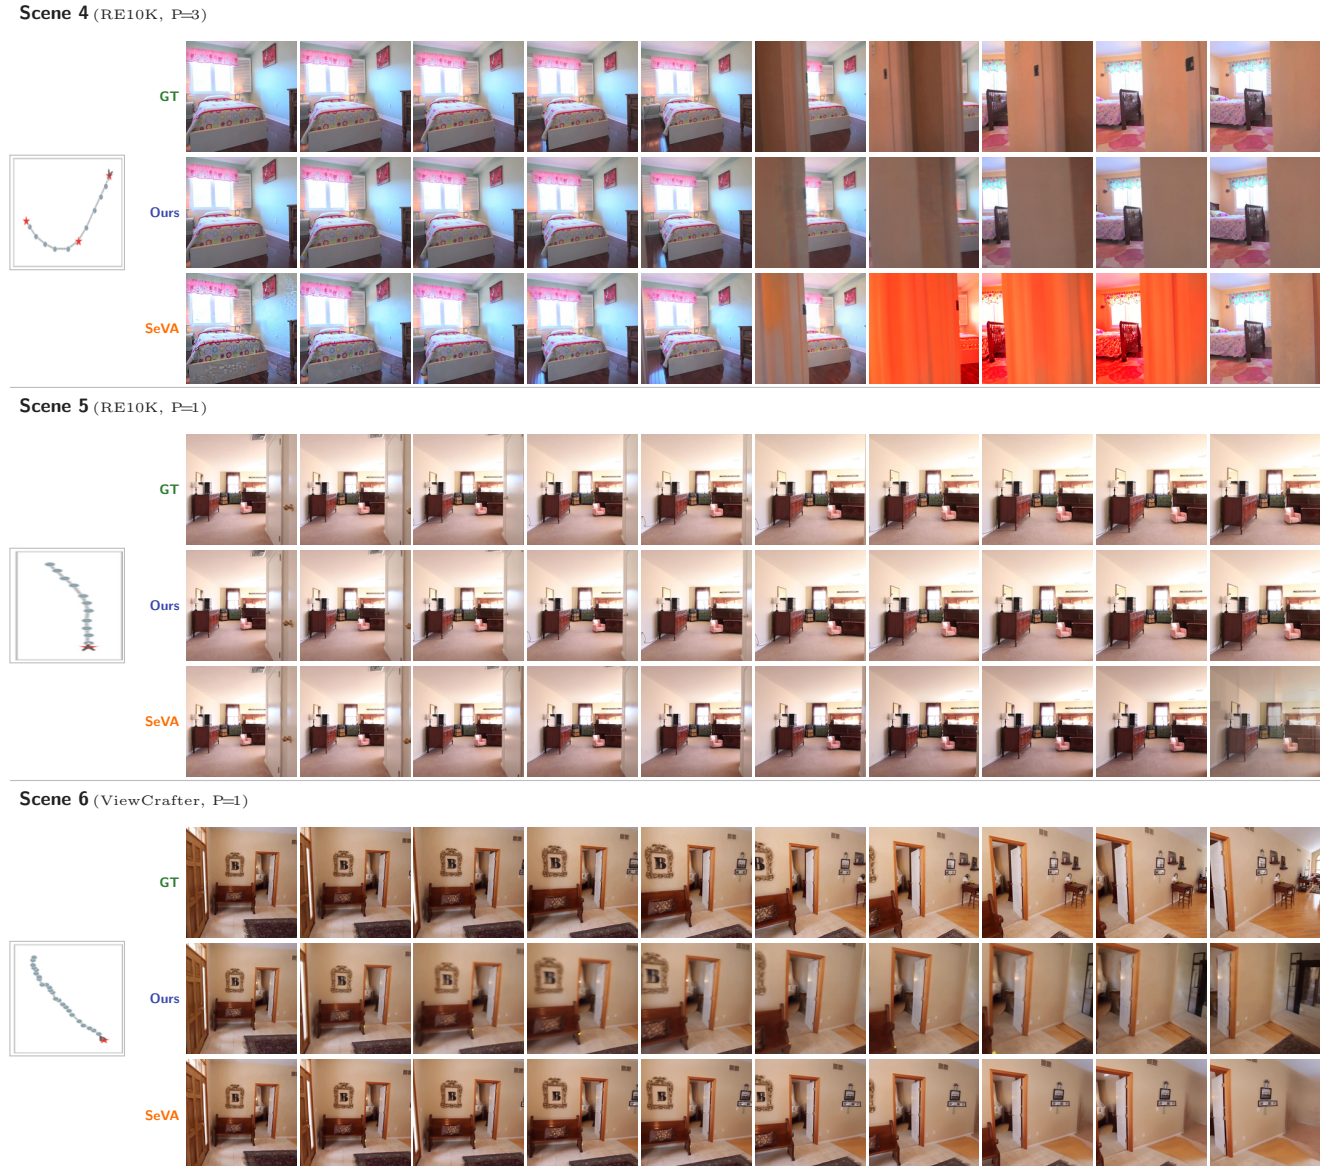 Scene 4 (RE10K, P=3)
GT
Ours
SeVA
Scene 5 (RE10K, P=1)
GT
Ours
SeVA
Scene 6 (ViewCrafter, P=1)
GT
Ours
SeVA